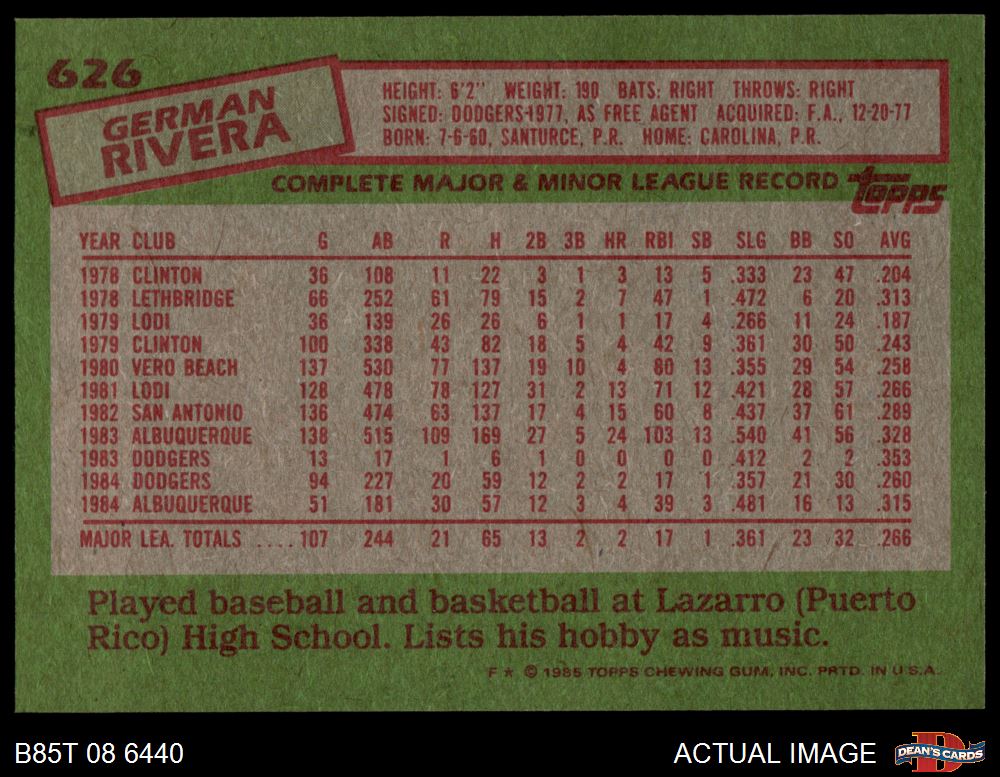 626
GERMAN
RIVERA
HEIGHT: 6'2" WEIGHT: 190 BATS: RIGHT THROWS: RIGHT
SIGNED: DODGERS-1977, AS FREE AGENT ACQUIRED: F.A., 12-20-77
BORN: 7-6-60, SANTURCE, P.R. HOME: CAROLINA, P.R.
COMPLETE MAJOR & MINOR LEAGUE RECORD topps
YEAR CLUB G AB R H 2B 3B HR RBI SB SLG BB SO AVG
1978 CLINTON 36 108 11 22 3 1 3 13 5 .333 23 47 .204
1978 LETHBRIDGE 66 252 61 79 15 2 7 47 1 .472 6 20 .313
1979 LODI 36 139 26 26 6 1 1 17 4 .266 11 24 .187
1979 CLINTON 100 338 43 82 18 5 4 42 9 .361 30 50 .243
1980 VERO BEACH 137 530 77 137 19 10 4 80 13 .355 29 54 .258
1981 LODI 128 478 78 127 31 2 13 71 12 .421 28 57 .266
1982 SAN ANTONIO 136 474 63 137 17 4 15 60 8 .437 37 61 .289
1983 ALBUQUERQUE 138 515 109 169 27 5 24 103 13 .540 41 56 .328
1983 DODGERS 13 17 1 6 1 0 0 0 0 .412 2 2 .353
1984 DODGERS 94 227 20 59 12 2 2 17 1 .357 21 30 .260
1984 ALBUQUERQUE 51 181 30 57 12 3 4 39 3 .481 16 13 .315
MAJOR LEA. TOTALS .... 107 244 21 65 13 2 2 17 1 .361 23 32 .266
Played baseball and basketball at Lazarro (Puerto
Rico) High School. Lists his hobby as music.
F * © 1985 TOPPS CHEWING GUM, INC. PRTD. IN U.S.A.
B85T 08 6440 ACTUAL IMAGE DEAN'S CARDS